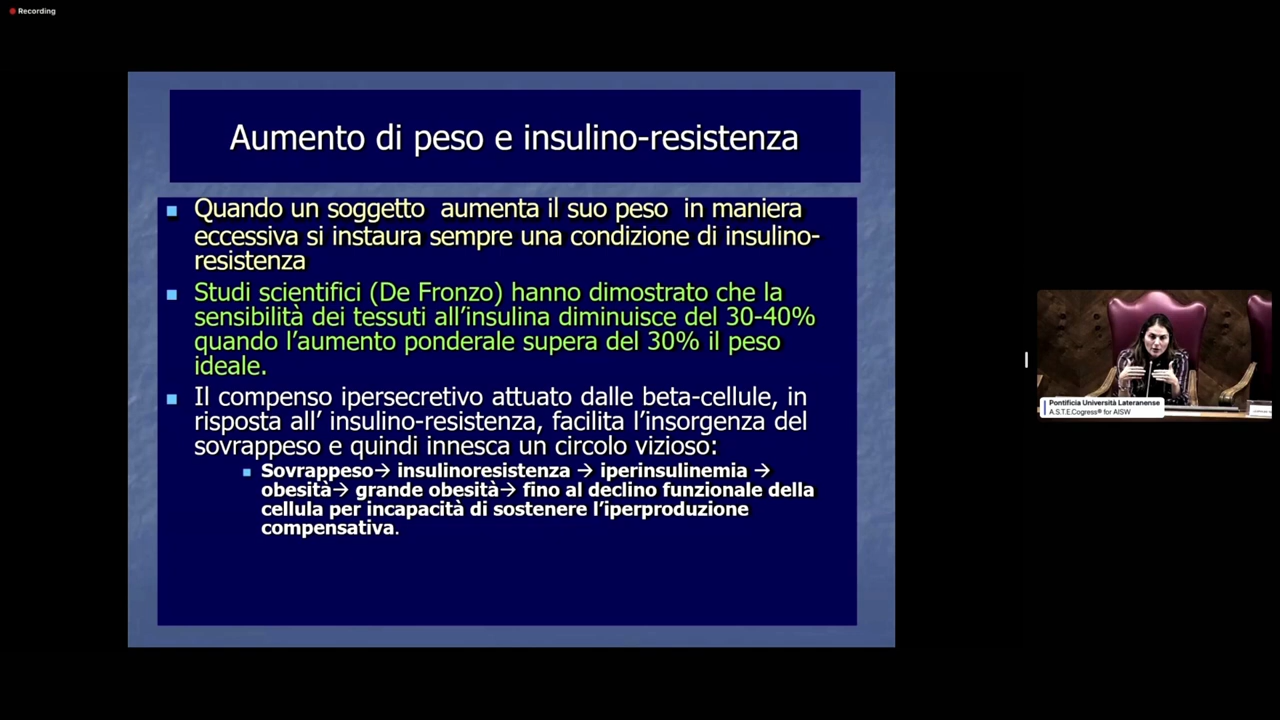 Recording
Aumento di peso e insulino-resistenza
Quando un soggetto aumenta il suo peso in maniera
eccessiva si instaura sempre una condizione di insulino-
resistenza
Studi scientifici (De Fronzo) hanno dimostrato che la
sensibilità dei tessuti all’insulina diminuisce del 30-40%
quando l’aumento ponderale supera del 30% il peso
ideale.
Il compenso ipersecretivo attuato dalle beta-cellule, in
risposta all’ insulino-resistenza, facilita l’insorgenza del
sovrappeso e quindi innesca un circolo vizioso:
Sovrappeso→ insulinoresistenza → iperinsulinemia →
obesità→ grande obesità→ fino al declino funzionale della
cellula per incapacità di sostenere l’iperproduzione
compensativa.
Pontificia Università Lateranense
A.S.T.E.Cogress® for AISW